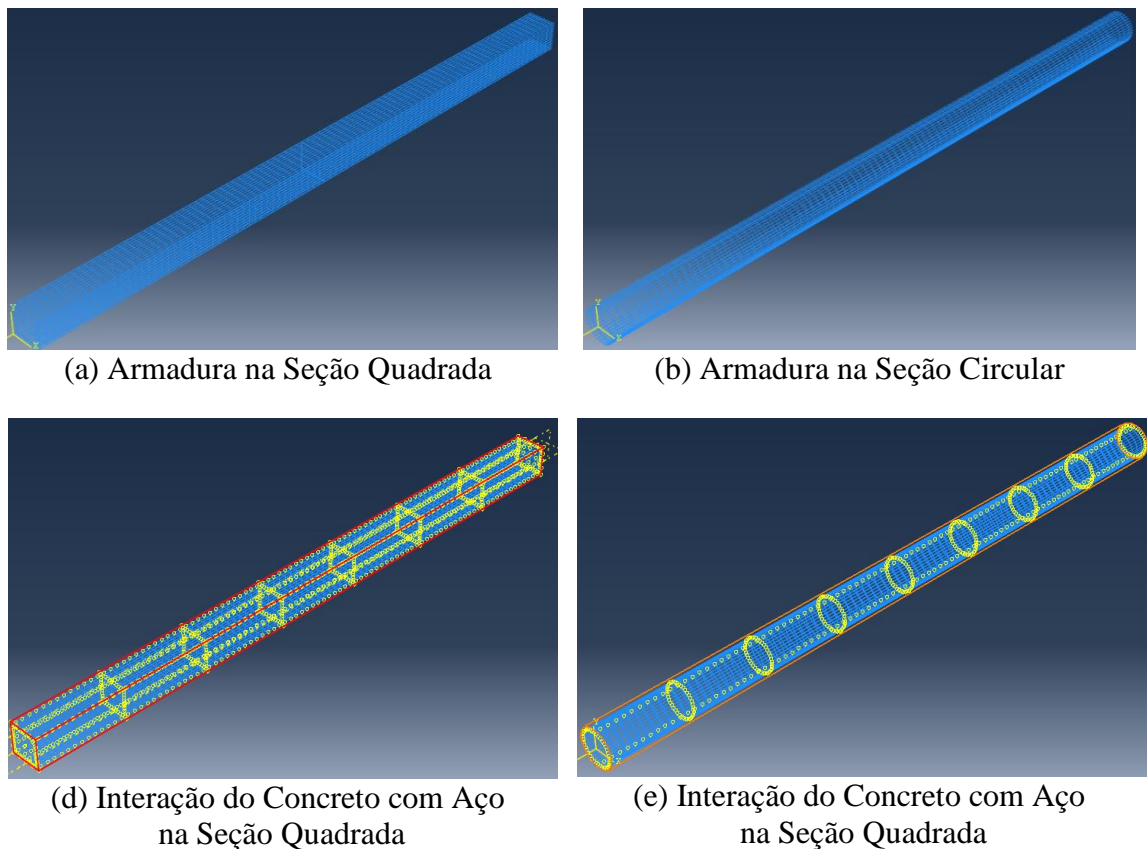 (a) Armadura na Seção Quadrada
(b) Armadura na Seção Circular
(d) Interação do Concreto com Aço
na Seção Quadrada
(e) Interação do Concreto com Aço
na Seção Quadrada